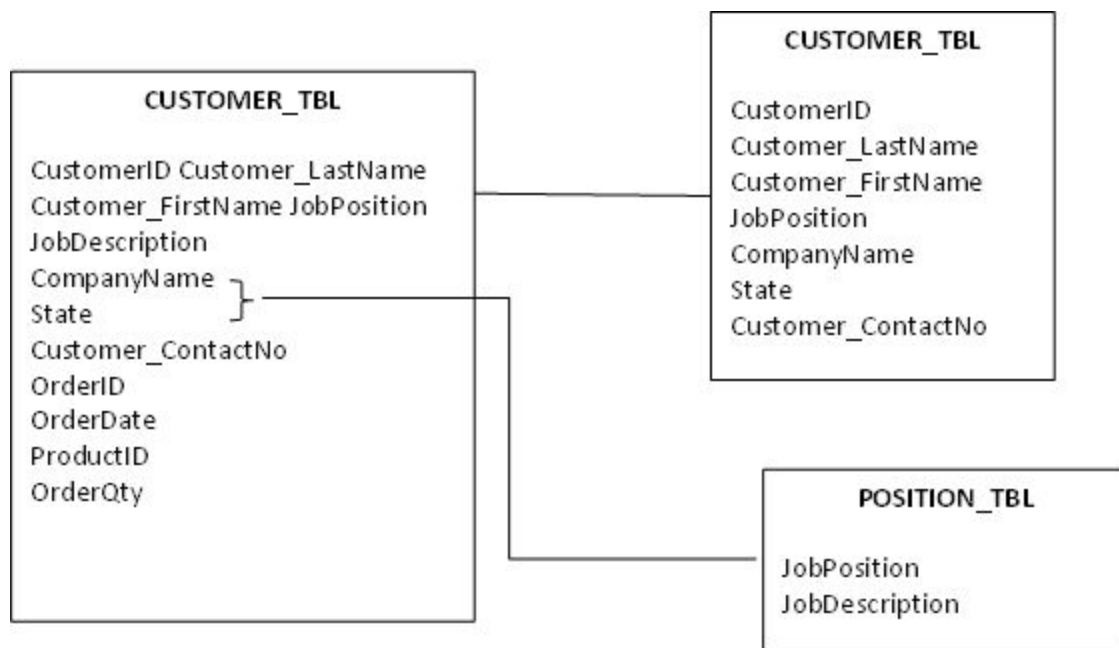 CUSTOMER_TBL
CustomerID Customer_LastName
Customer_FirstName JobPosition
JobDescription
CompanyName
State
Customer_ContactNo
OrderID
OrderDate
ProductID
OrderQty
CUSTOMER_TBL
CustomerID
Customer_LastName
Customer_FirstName
JobPosition
CompanyName
State
Customer_ContactNo
POSITION_TBL
JobPosition
JobDescription